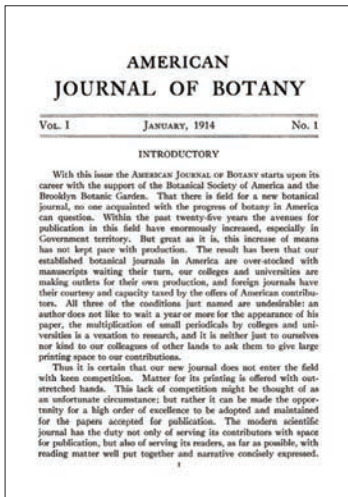 AMERICAN
JOURNAL OF BOTANY
VOL. I JANUARY, 1914 No. 1
INTRODUCTORY
With this issue the AMERICAN JOURNAL OF BOTANY starts upon its
career with the support of the Botanical Society of America and the
Brooklyn Botanic Garden. That there is field for a new botanical
journal, no one acquainted with the progress of botany in America
can question. Within the past twenty-five years the avenues for
publication in this field have enormously increased, especially in
Government territory. But great as it is, this increase of means
has not kept pace with production. The result has been that our
established botanical journals in America are over-stocked with
manuscripts waiting their turn, our colleges and universities are
making outlets for their own production, and foreign journals have
their courtesy and capacity taxed by the offers of American contribu-
tors. All three of the conditions just named are undesirable: an
author does not like to wait a year or more for the appearance of his
paper, the multiplication of small periodicals by colleges and uni-
versities is a vexation to research, and it is neither just to ourselves
nor kind to our colleagues of other lands to ask them to give large
printing space to our contributions.
Thus it is certain that our new journal does not enter the field
with keen competition. Matter for its printing is offered with out-
stretched hands. This lack of competition might be thought of as
an unfortunate circumstance; but rather it can be made the oppor-
tunity for a high order of excellence to be adopted and maintained
for the papers accepted for publication. The modern scientific
journal has the duty not only of serving its contributors with space
for publication, but also of serving its readers, as far as possible, with
reading matter well put together and narrative concisely expressed.